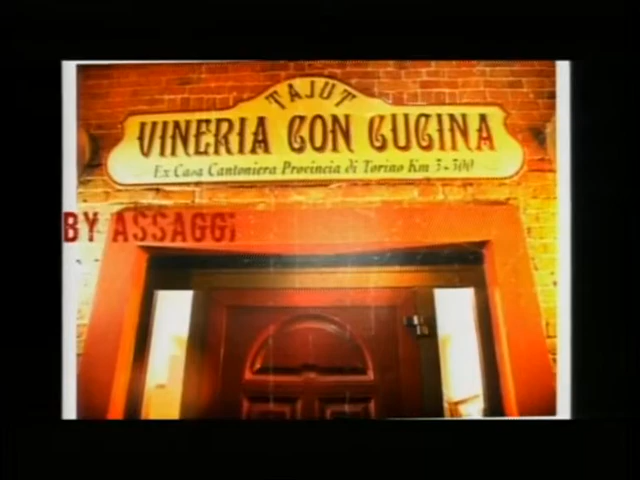 TAJUT
VINERIA CON CUCINA
Ex Casa Cantoniera Provincia di Torino Km 3-300
BY ASSAGGI